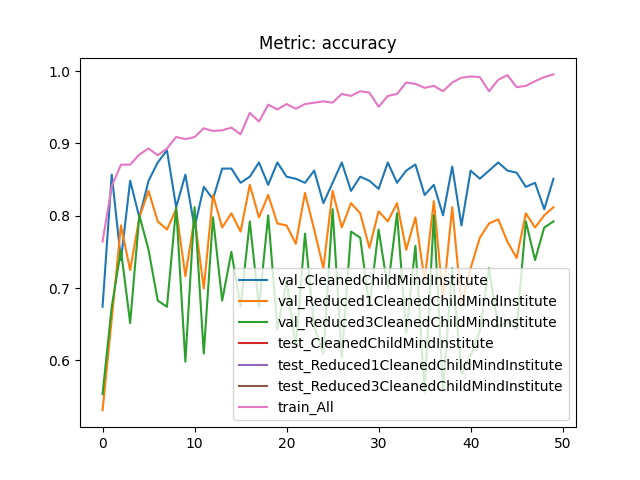 Metric: accuracy
1.0
0.9
0.8
0.7
0.6
val_CleanedChildMindInstitute
val_Reduced1CleanedChildMindInstitute
val_Reduced3CleanedChildMindInstitute
test_CleanedChildMindInstitute
test_Reduced1CleanedChildMindInstitute
test_Reduced3CleanedChildMindInstitute
train_All
0 10 20 30 40 50